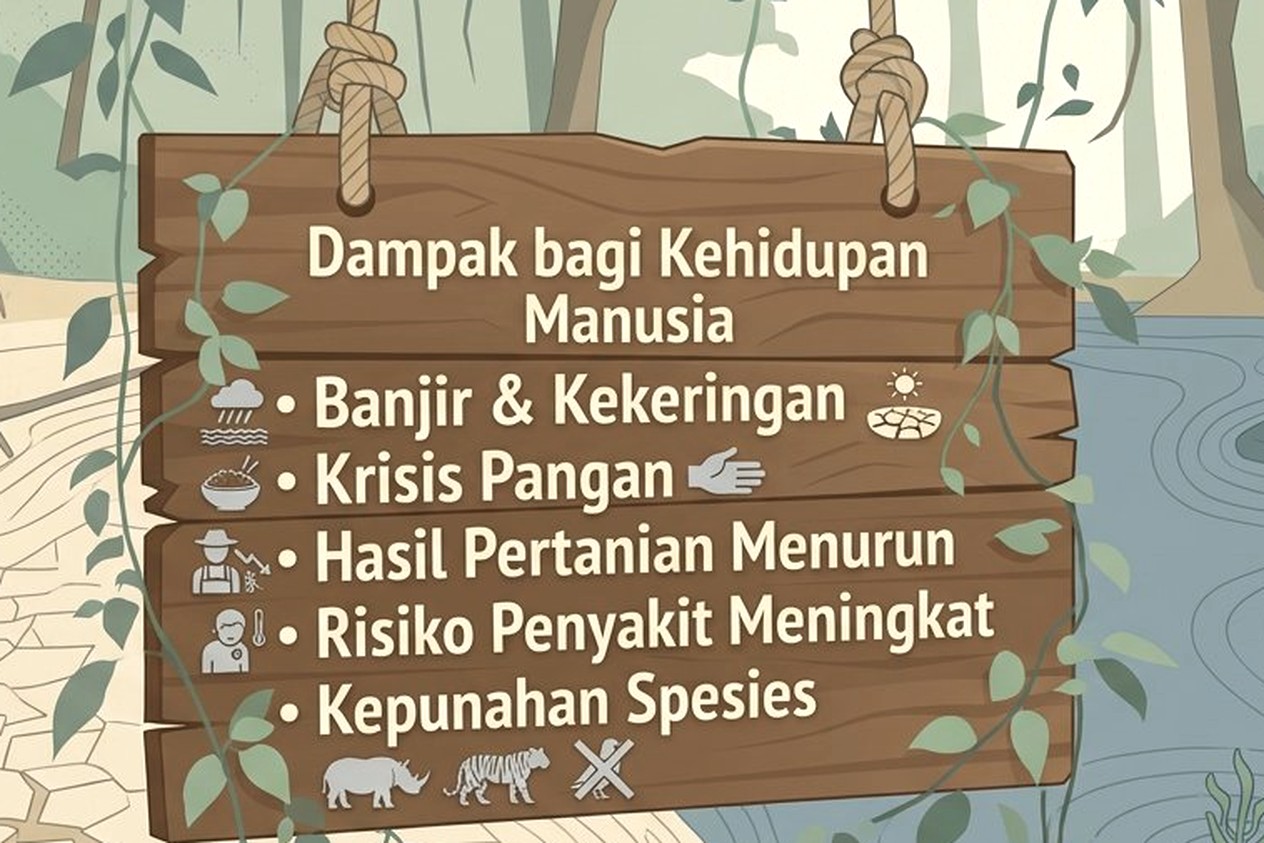 Dampak bagi Kehidupan
Manusia
• Banjir & Kekeringan
• Krisis Pangan
• Hasil Pertanian Menurun
• Risiko Penyakit Meningkat
• Kepunahan Spesies